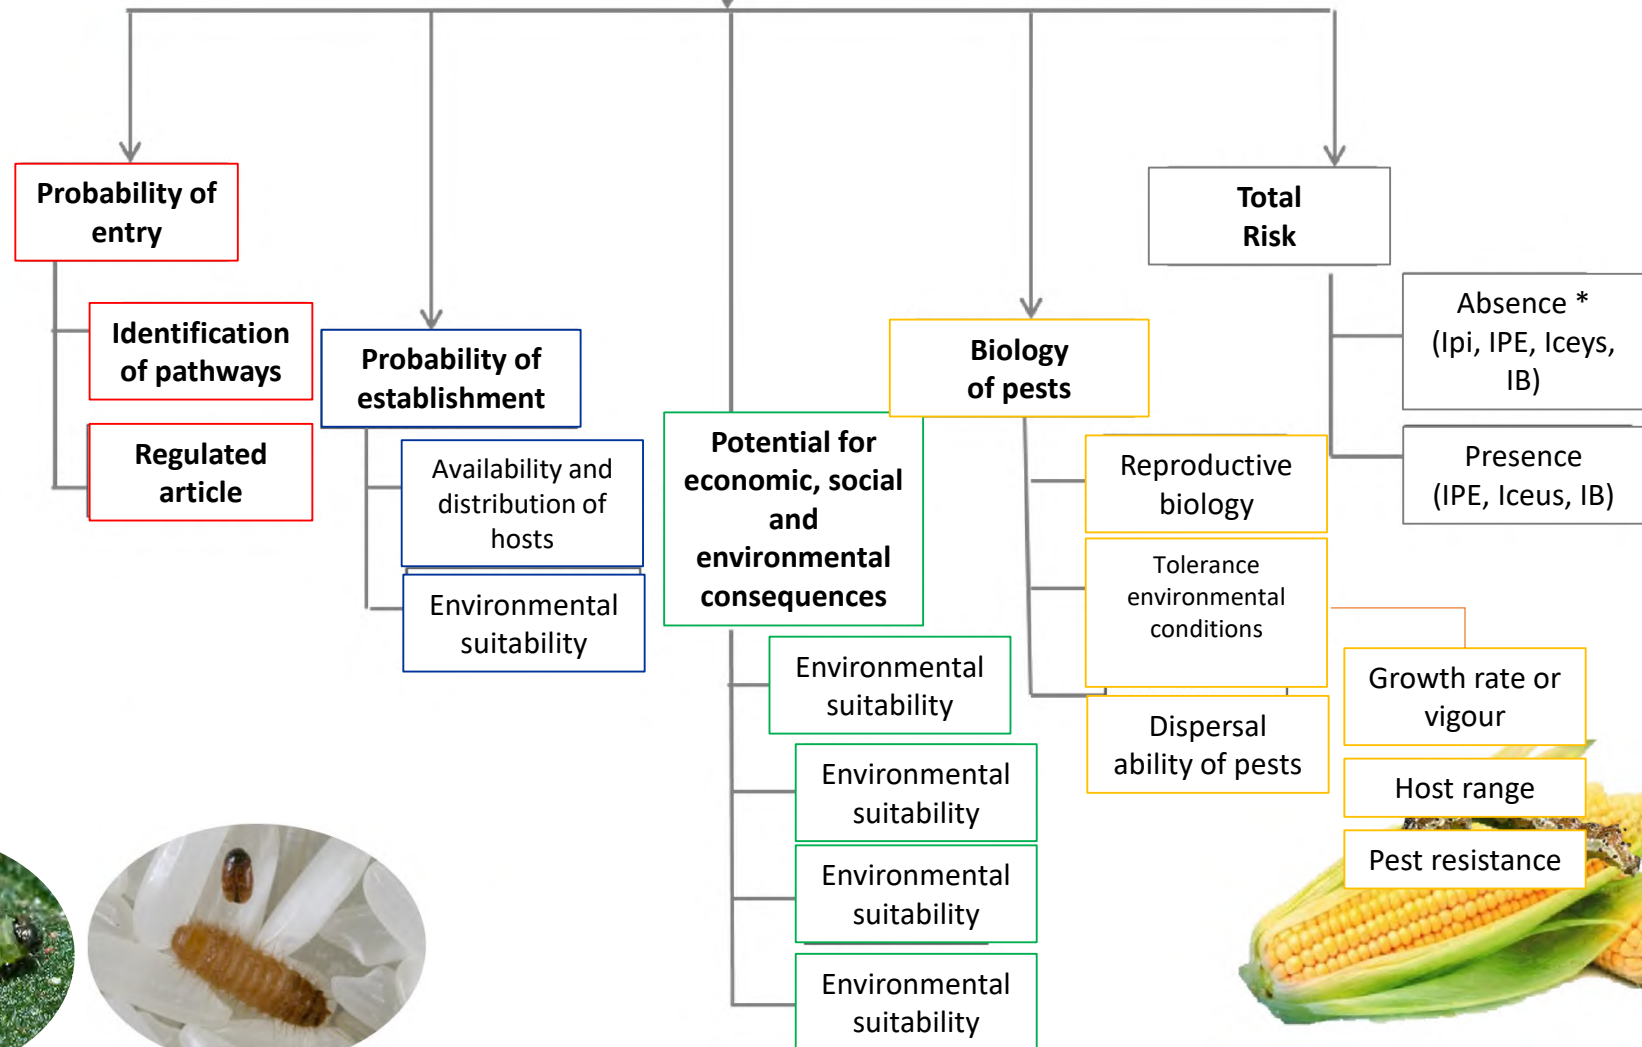 Probability of
entry
Identification
of pathways
Regulated
article
Probability of
establishment
Availability and
distribution of
hosts
Environmental
suitability
Potential for
economic, social
and
environmental
consequences
Environmental
suitability
Environmental
suitability
Environmental
suitability
Environmental
suitability
Biology
of pests
Reproductive
biology
Tolerance
environmental
conditions
Dispersal
ability of pests
Growth rate or
vigour
Host range
Pest resistance
Total
Risk
Absence *
(Ipi, IPE, Iceys,
IB)
Presence
(IPE, Iceus, IB)